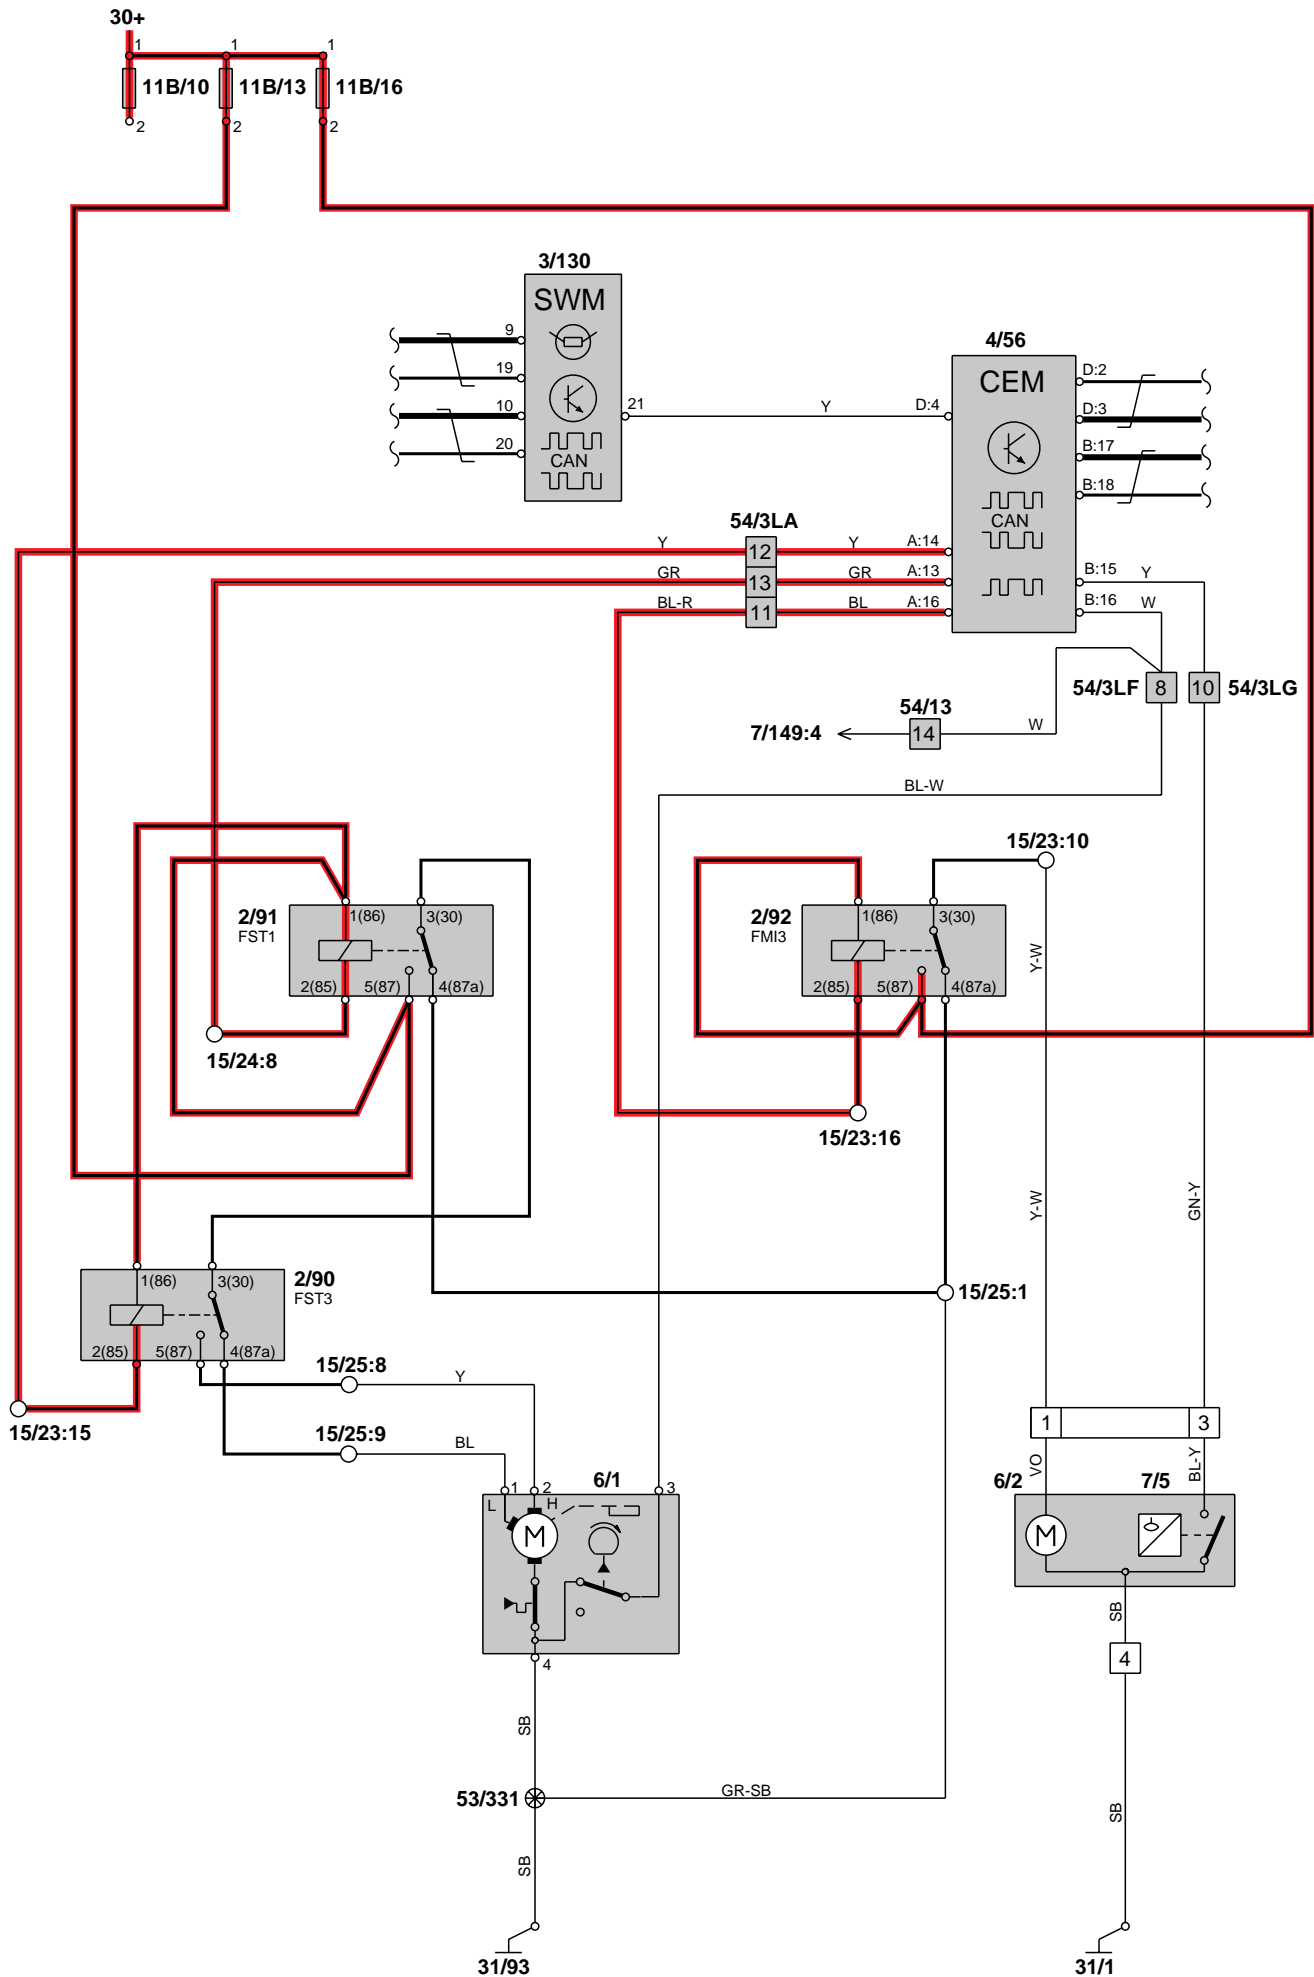 30+
1 1 1
11B/10 11B/13 11B/16
2 2 2
3/130
SWM
9
19
10
20
CAN
21 Y D:4
4/56
CEM
CAN
D:2
D:3
B:17
B:18
54/3LA
Y 12 Y A:14
GR 13 GR A:13
BL-R 11 BL A:16
B:15 Y
B:16 W
54/3LF 8 10 54/3LG
54/13
7/149:4 14 W
BL-W
15/23:10
2/91
FST1
1(86) 3(30)
2(85) 5(87) 4(87a)
2/92
FMI3
1(86) 3(30)
2(85) 5(87) 4(87a)
Y-W
15/24:8
15/23:16
Y-W
GN-Y
2/90
FST3
1(86) 3(30)
2(85) 5(87) 4(87a)
15/25:1
15/25:8 Y
15/23:15
15/25:9 BL
1 3
VO BL-Y
6/1
1 2 3
L H
M
4
6/2 7/5
M
SB
4
SB
53/331 GR-SB
SB
SB
31/93
31/1